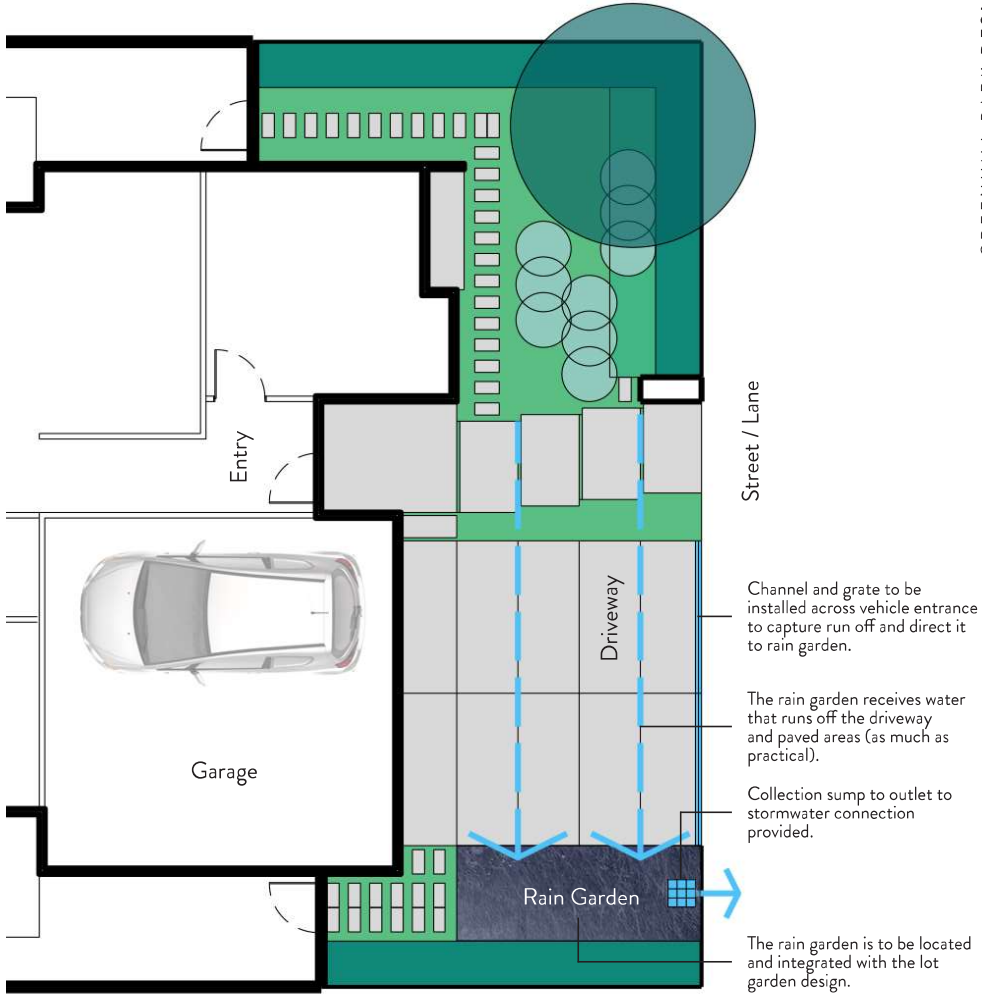 Entry
Street / Lane
Driveway
Garage
Rain Garden
Channel and grate to be
installed across vehicle entrance
to capture run off and direct it
to rain garden.
The rain garden receives water
that runs off the driveway
and paved areas (as much as
practical).
Collection sump to outlet to
stormwater connection
provided.
The rain garden is to be located
and integrated with the lot
garden design.